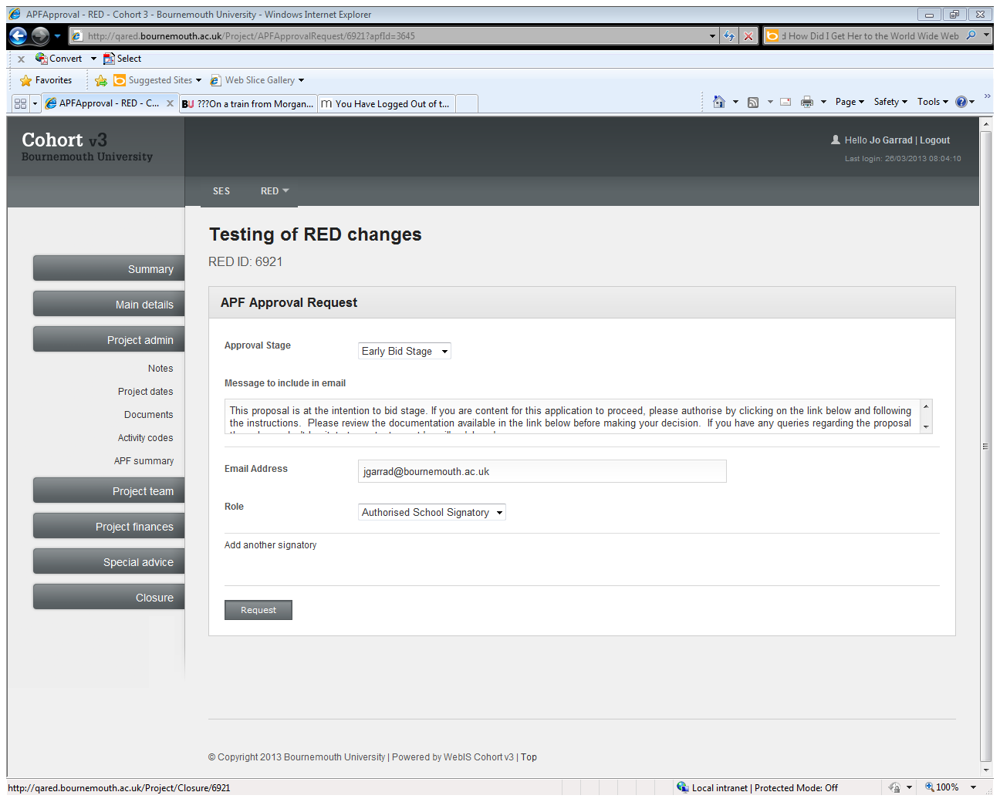 APFApproval - RED - Cohort 3 - Bournemouth University - Windows Internet Explorer
http://qared.bournemouth.ac.uk/Project/APFApprovalRequest/6921?apfId=3645
d How Did I Get Her to the World Wide Web
x Convert Select
Favorites Suggested Sites Web Slice Gallery
APFApproval - RED - C... X BU ???On a train from Morgan... m You Have Logged Out of t... Page Safety Tools »
Cohort v3
Bournemouth University
Hello Jo Garrad | Logout
Last login: 26/03/2013 08:04:10
SES RED
Testing of RED changes
RED ID: 6921
Summary
Main details
Project admin
Notes
Project dates
Documents
Activity codes
APF summary
Project team
Project finances
Special advice
Closure
APF Approval Request
Approval Stage Early Bid Stage
Message to include in email
This proposal is at the intention to bid stage. If you are content for this application to proceed, please authorise by clicking on the link below and following
the instructions.  Please review the documentation available in the link below before making your decision.  If you have any queries regarding the proposal
Email Address jgarrad@bournemouth.ac.uk
Role Authorised School Signatory
Add another signatory
Request
© Copyright 2013 Bournemouth University | Powered by WebIS Cohort v3 | Top
http://qared.bournemouth.ac.uk/Project/Closure/6921 Local intranet | Protected Mode: Off 100%